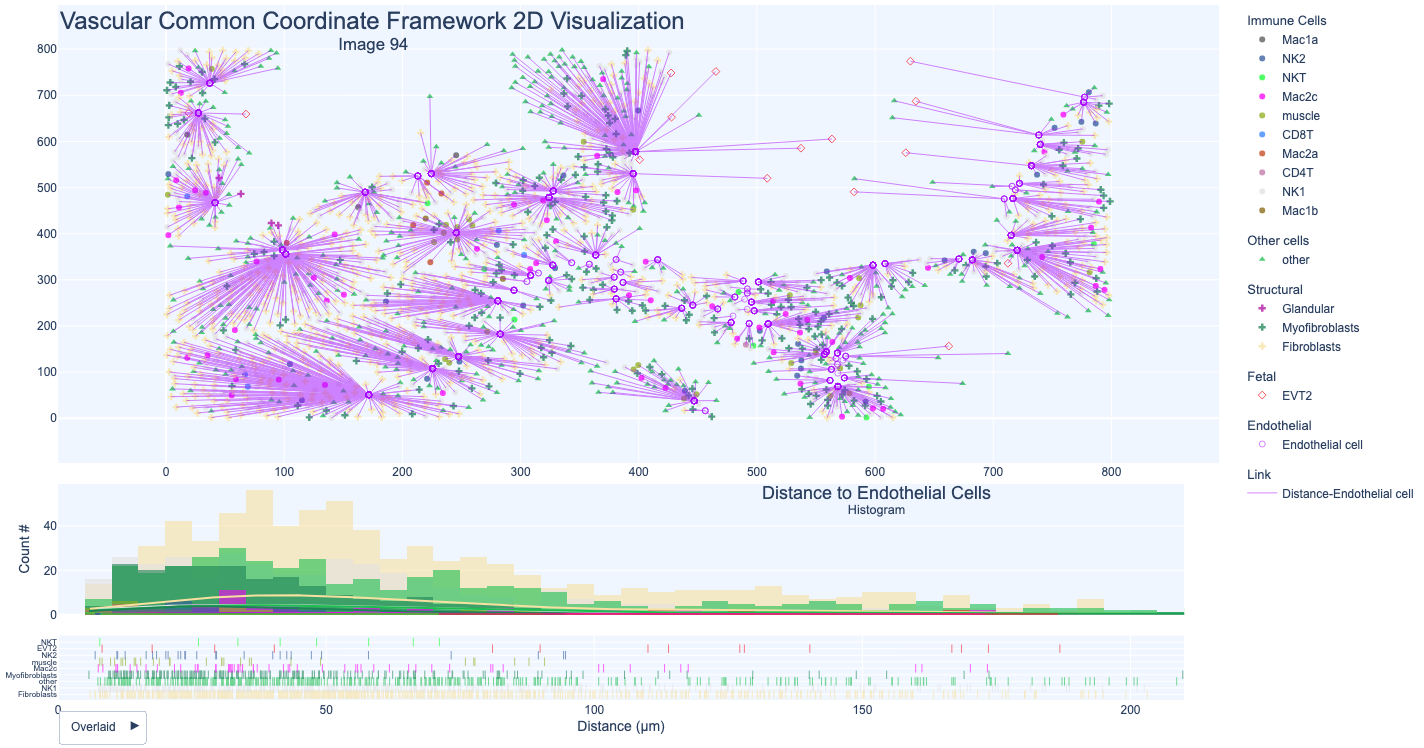 Vascular Common Coordinate Framework 2D Visualization
Image 94
800
700
600
500
400
300
200
100
0
0 100 200 300 400 500 600 700 800
Immune Cells
Mac1a
NK2
NKT
Mac2c
muscle
CD8T
Mac2a
CD4T
NK1
Mac1b
Other cells
other
Structural
Glandular
Myofibroblasts
Fibroblasts
Fetal
EVT2
Endothelial
Endothelial cell
Link
Distance-Endothelial cell
Distance to Endothelial Cells
Histogram
Count #
40
20
0
NKT
EVT2
NK2
muscle
Mac2c
Myofibroblasts
other
NK1
Fibroblasts
0 50 100 150 200
Distance (μm)
Overlaid ►